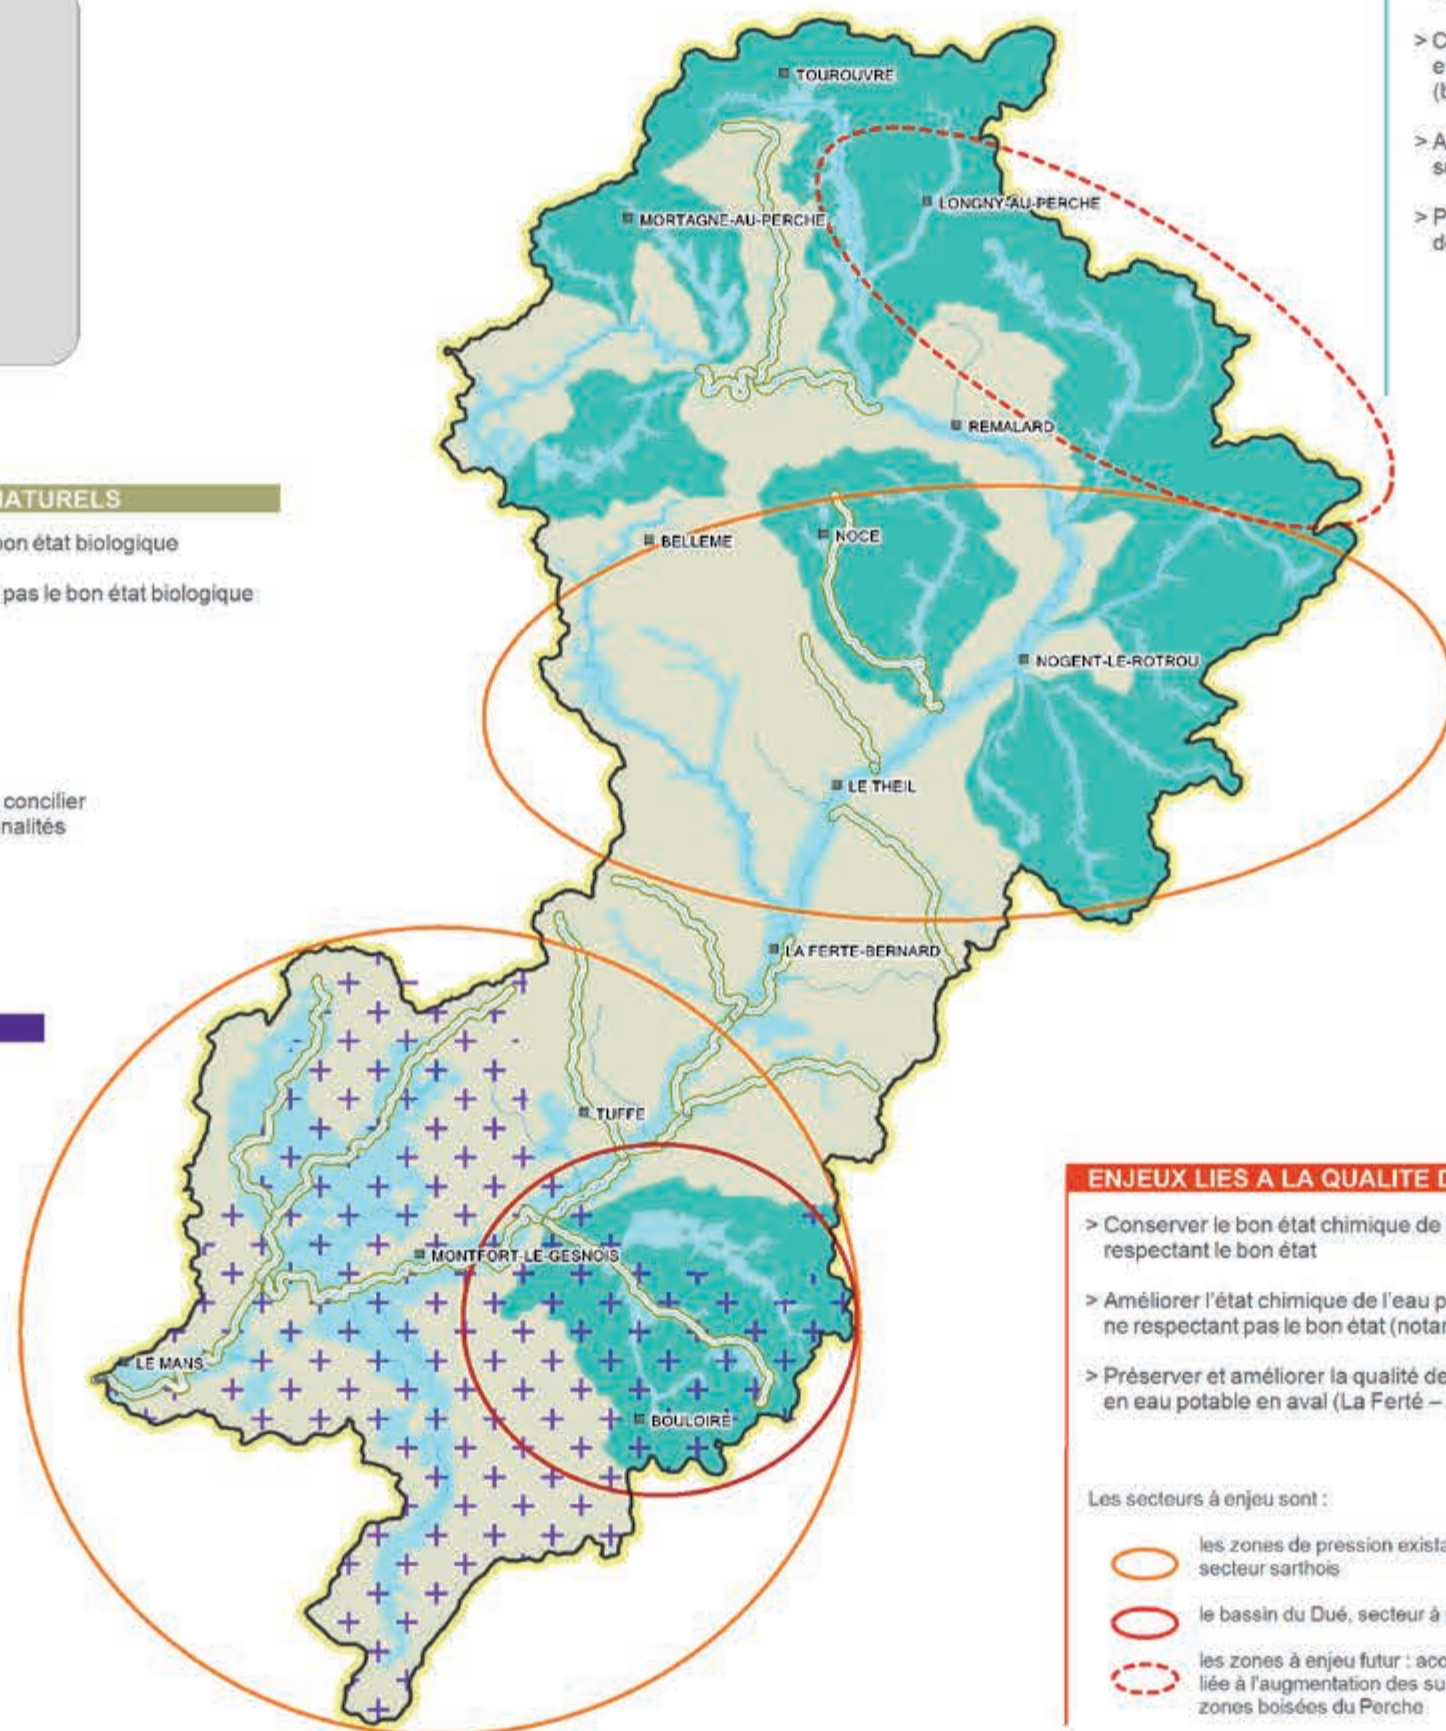 NATURELS
bon état biologique
pas le bon état biologique
concilier
> C
e
(b
> A
s
> P
d
TOUROUVRE
LONGNY-AU-PERCHE
MORTAGNE-AU-PERCHE
REMALARD
BELLEME
NOCE
NOGENT-LE-ROTROU
LE THEIL
LA FERTE-BERNARD
TUFFE
MONTFORT-LE-GESNOIS
LE MANS
BOULOIRE
ENJEUX LIES A LA QUALITE D
> Conserver le bon état chimique de
respectant le bon état
> Améliorer l'état chimique de l'eau p
ne respectant pas le bon état (notar
> Préserver et améliorer la qualité de
en eau potable en aval (La Ferté –
Les secteurs à enjeu sont :
les zones de pression exista
secteur sarthois
le bassin du Dué, secteur à
les zones à enjeu futur : acc
liée à l'augmentation des su
zones boisées du Perche